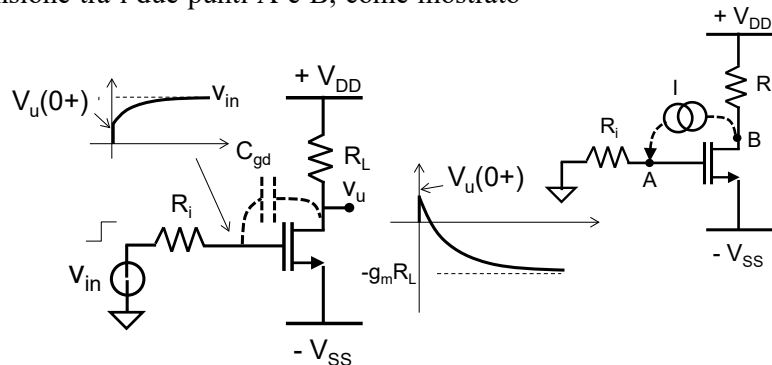 sione tra i due punti A e B, come mostrato
+ V_DD
R
I
R_i
B
A
- V_SS
V_u(0+)
v_in
+ V_DD
C_gd
R_L
v_u
R_i
v_in
- V_SS
V_u(0+)
-g_mR_L